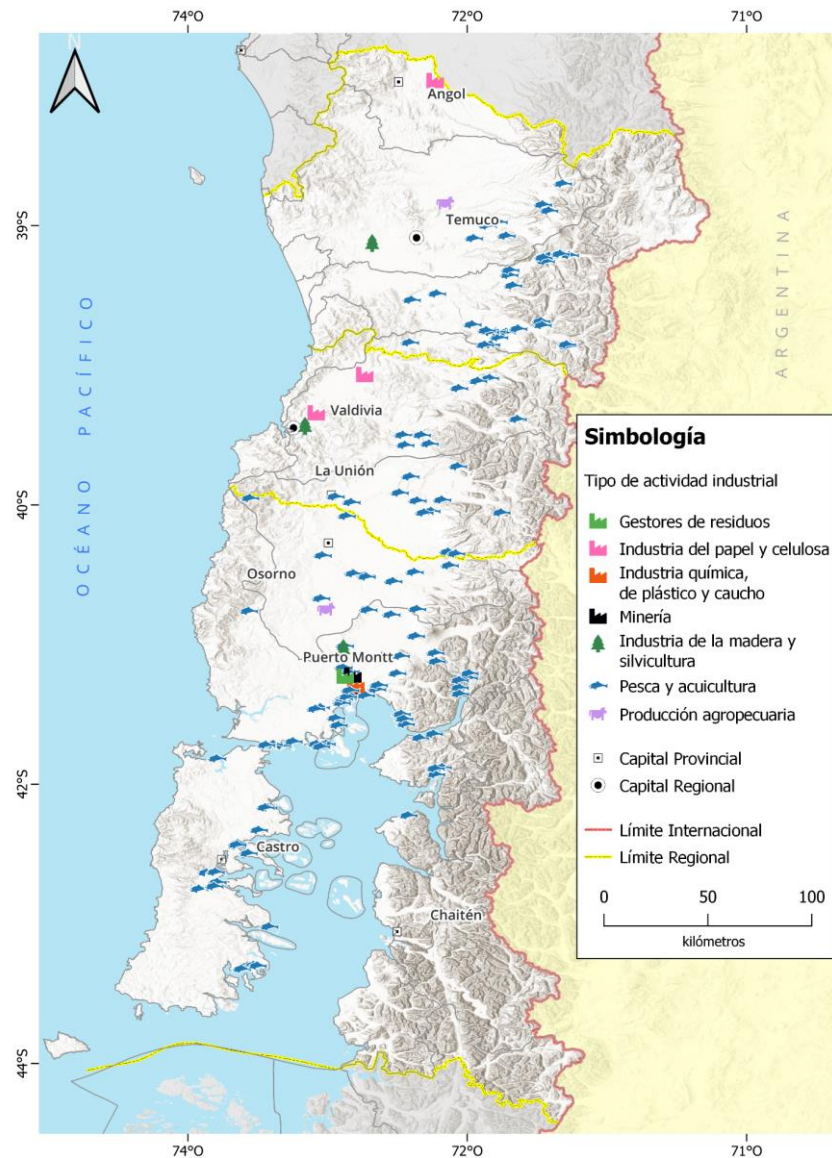 74°O
72°O
71°O
N
Angol
39°S
Temuco
ARGENTINA
OCÉANO PACÍFICO
Valdivia
La Unión
40°S
Osorno
Puerto Montt
42°S
Castro
Chaitén
44°S
Simbología
Tipo de actividad industrial
Gestores de residuos
Industria del papel y celulosa
Industria química,
de plástico y caucho
Minería
Industria de la madera y
silvicultura
Pesca y acuicultura
Producción agropecuaria
Capital Provincial
Capital Regional
Límite Internacional
Límite Regional
0 50 100
kilómetros
74°O
72°O
71°O